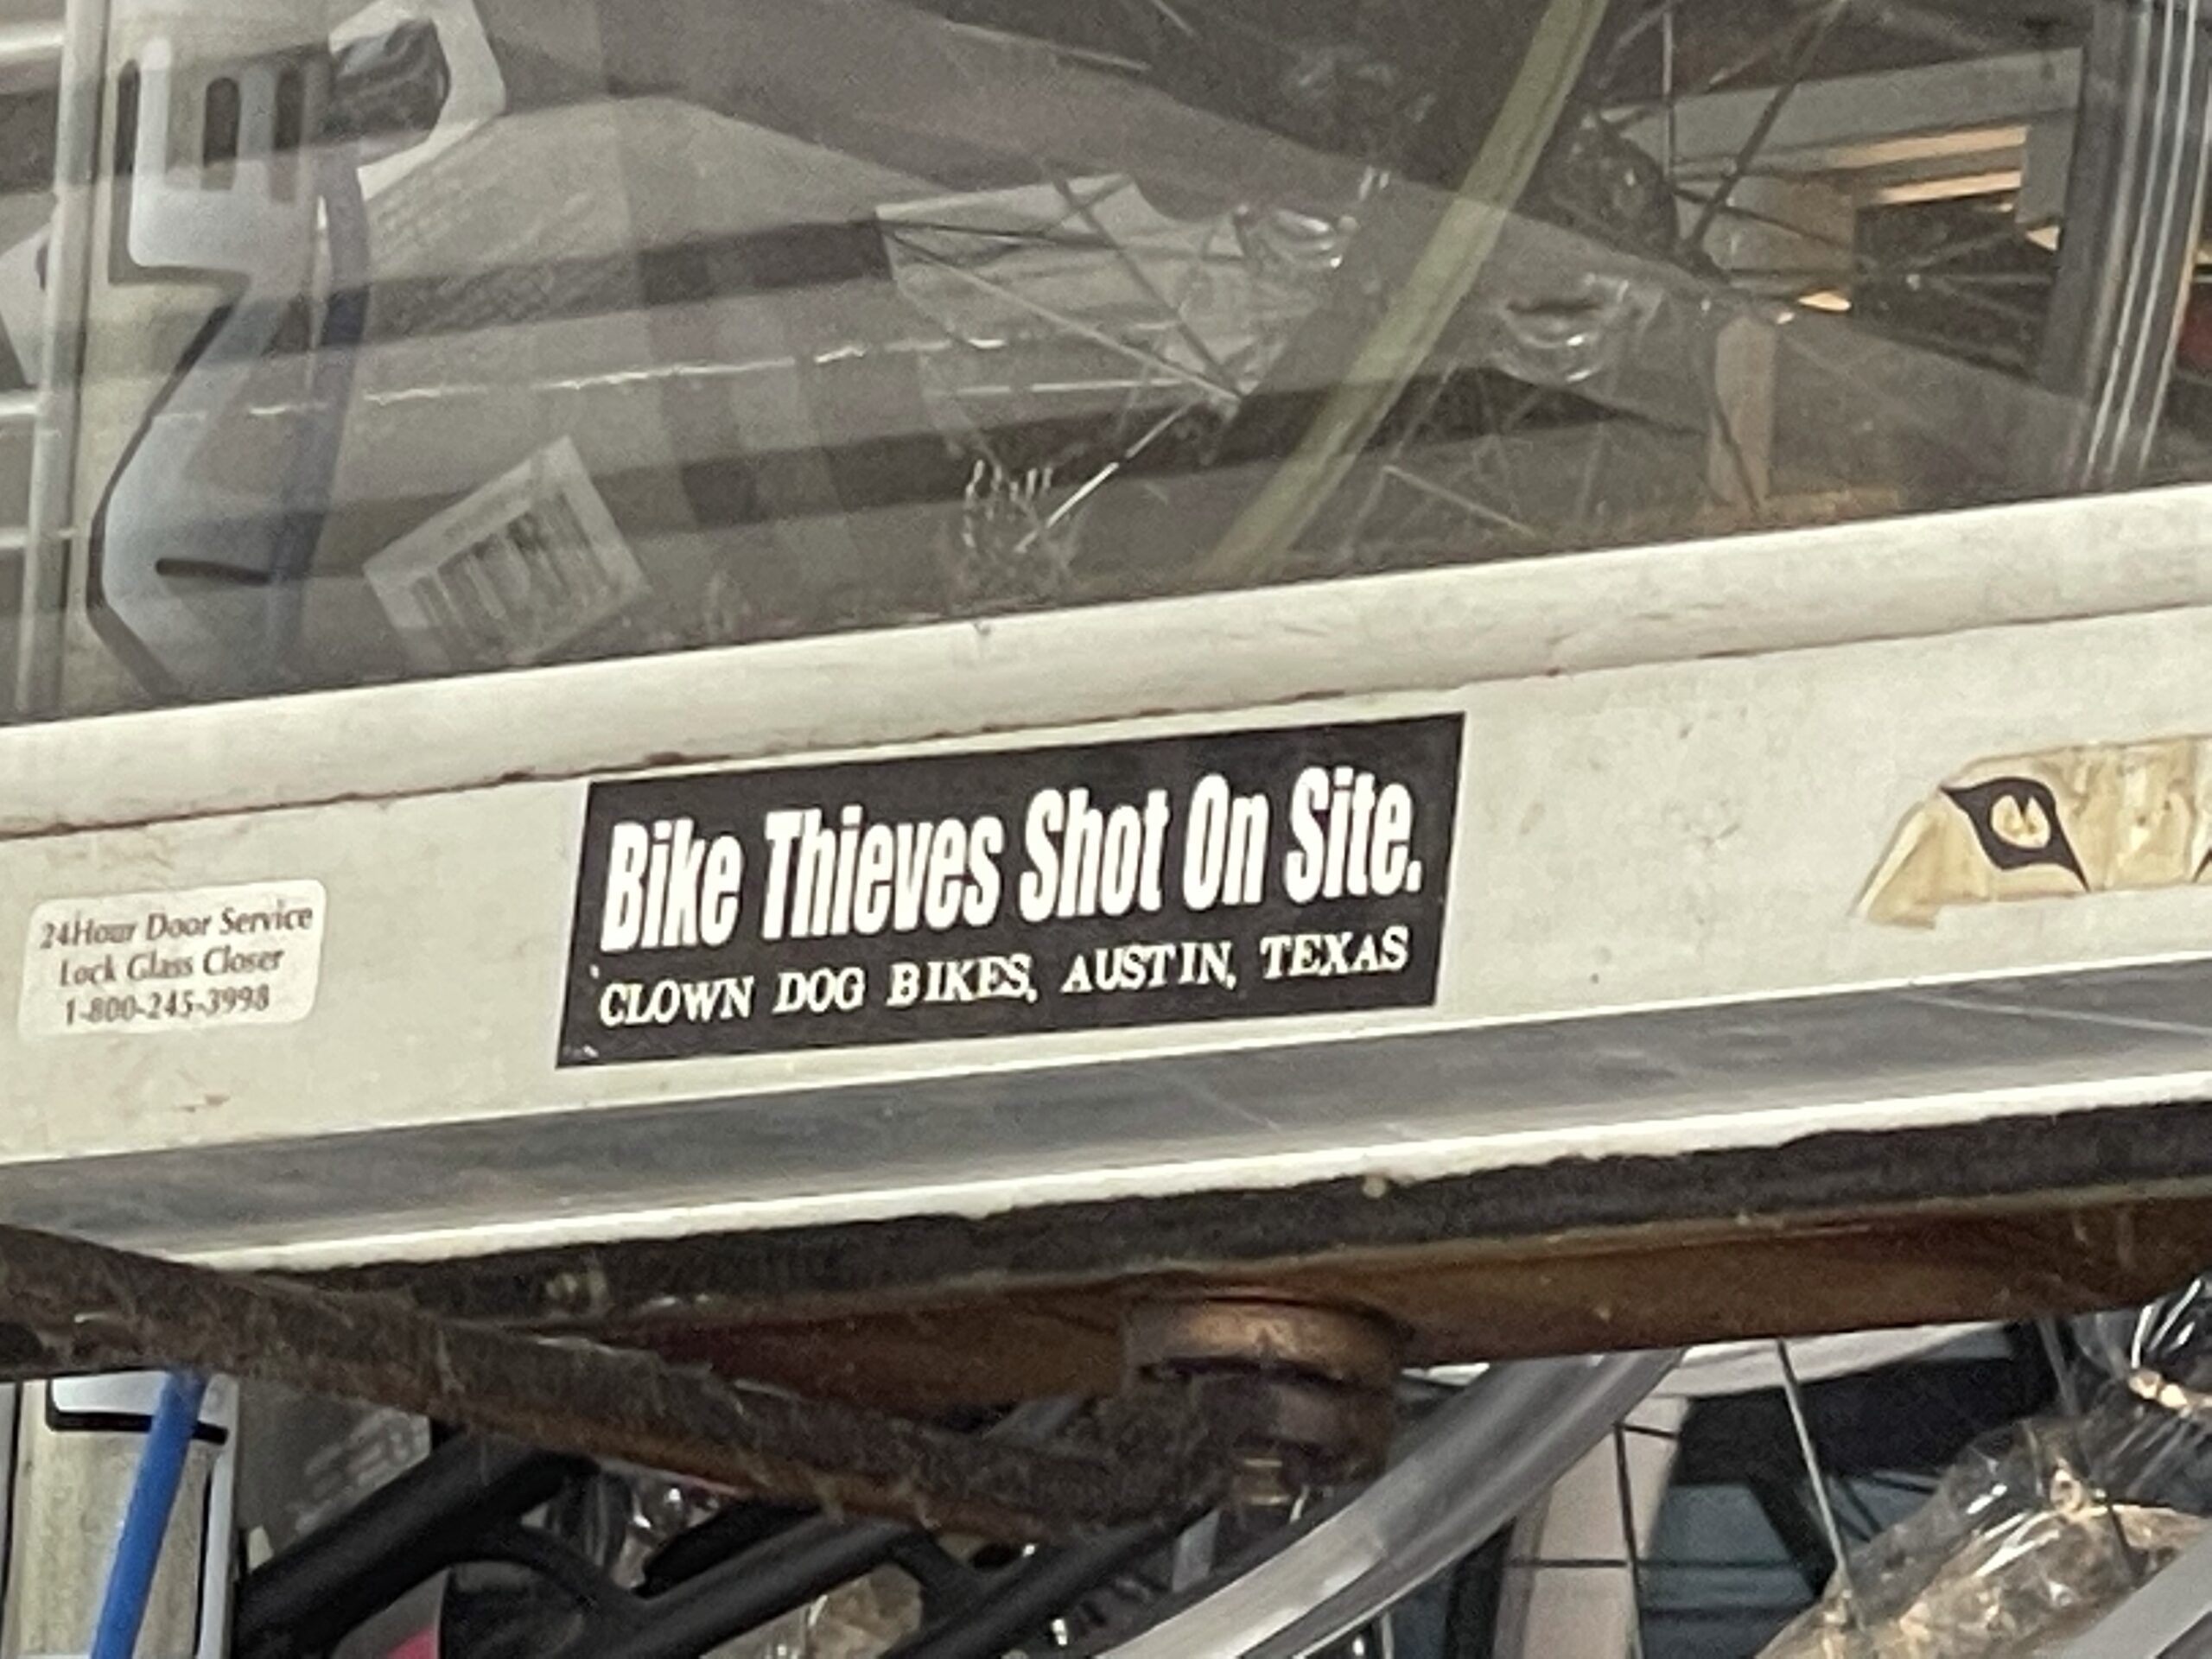 24Hour Door Service
Lock Glass Closer
1-800-245-3998
Bike Thieves Shot On Site.
CLOWN DOG BIKES, AUSTIN, TEXAS